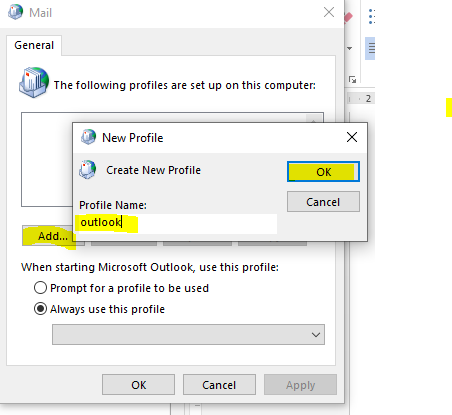 Mail
General
The following profiles are set up on this computer:
New Profile
Create New Profile
OK
Cancel
Profile Name:
outlook
Add...
When starting Microsoft Outlook, use this profile:
Prompt for a profile to be used
Always use this profile
OK
Cancel
Apply
2